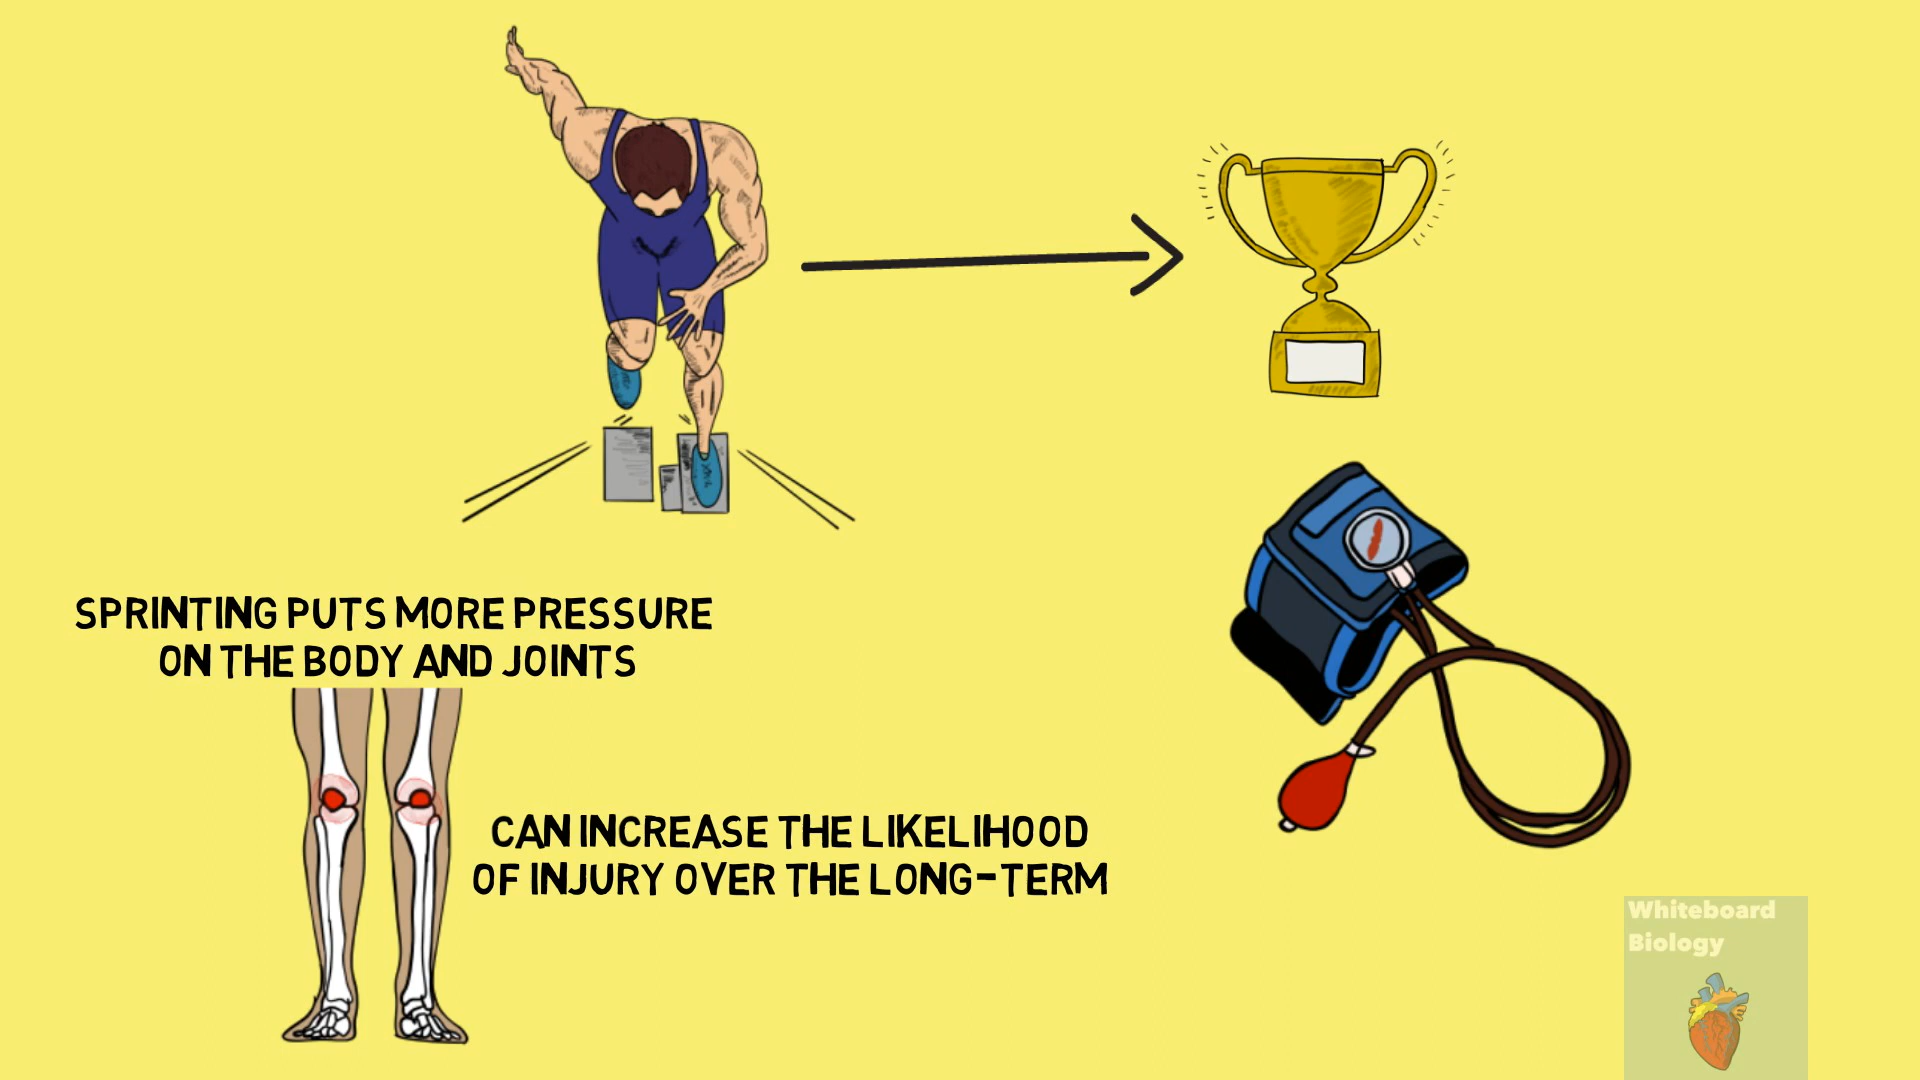 SPRINTING PUTS MORE PRESSURE
ON THE BODY AND JOINTS
CAN INCREASE THE LIKELIHOOD
OF INJURY OVER THE LONG-TERM
Whiteboard
Biology